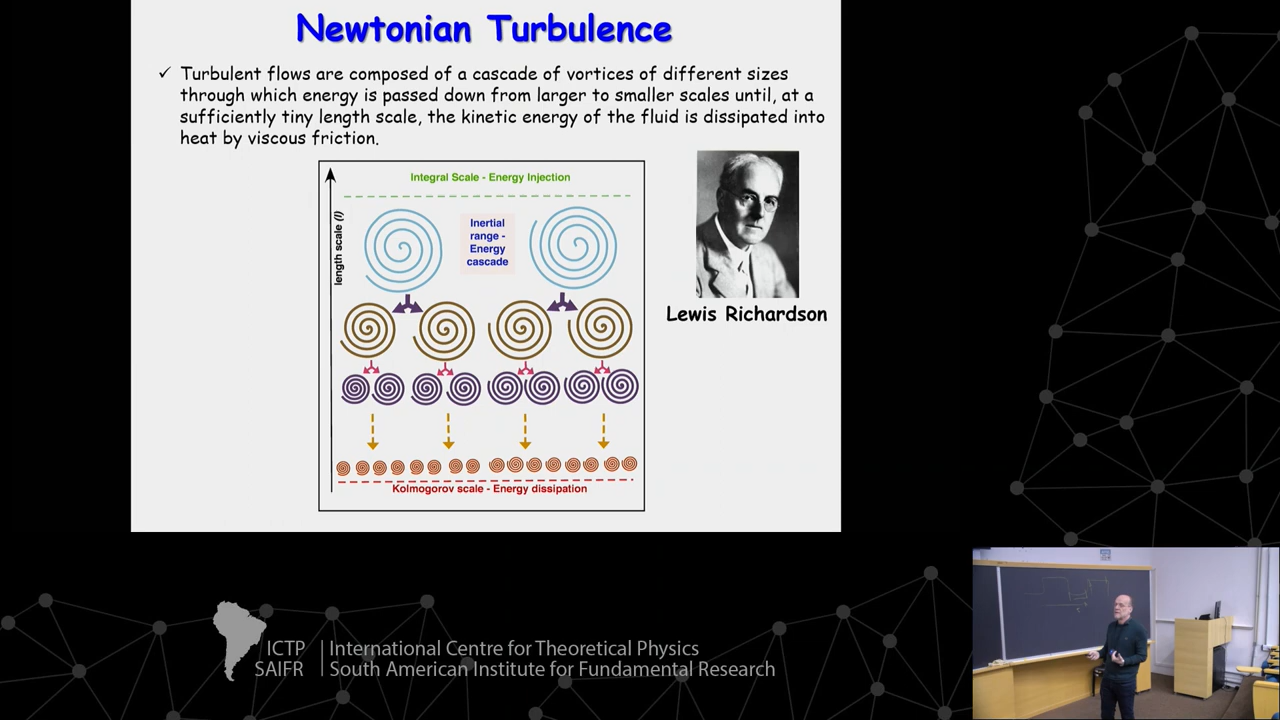 Newtonian Turbulence
✓ Turbulent flows are composed of a cascade of vortices of different sizes
through which energy is passed down from larger to smaller scales until, at a
sufficiently tiny length scale, the kinetic energy of the fluid is dissipated into
heat by viscous friction.
Integral Scale - Energy Injection
length scale (l)
Inertial
range -
Energy
cascade
Lewis Richardson
Kolmogorov scale - Energy dissipation
ICTP
SAIFR
International Centre for Theoretical Physics
South American Institute for Fundamental Research